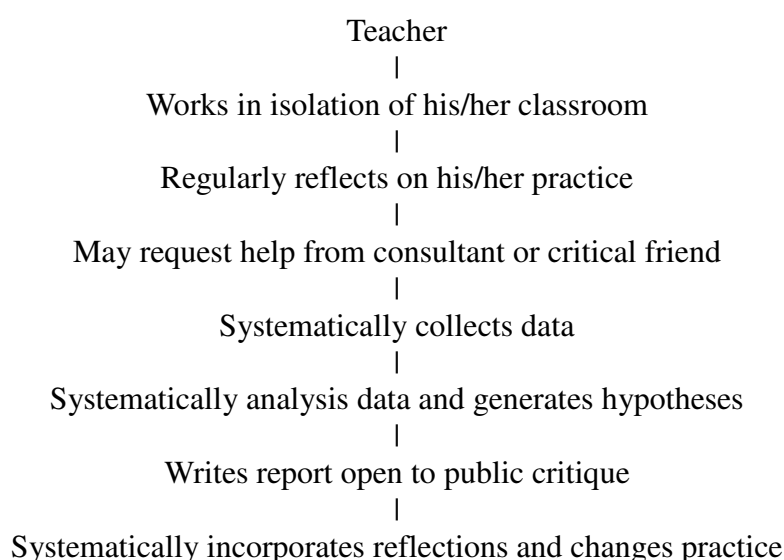 Teacher
Works in isolation of his/her classroom
Regularly reflects on his/her practice
May request help from consultant or critical friend
Systematically collects data
Systematically analysis data and generates hypotheses
Writes report open to public critique
Systematically incorporates reflections and changes practice